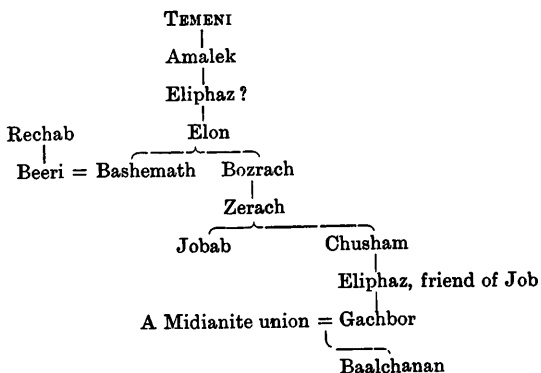 TEMENI
Amalek
Eliphaz ?
Elon
Rechab
Beeri = Bashemath Bozrach
Zerach
Jobab Chusham
Eliphaz, friend of Job
A Midianite union = Gachbor
Baalchanan